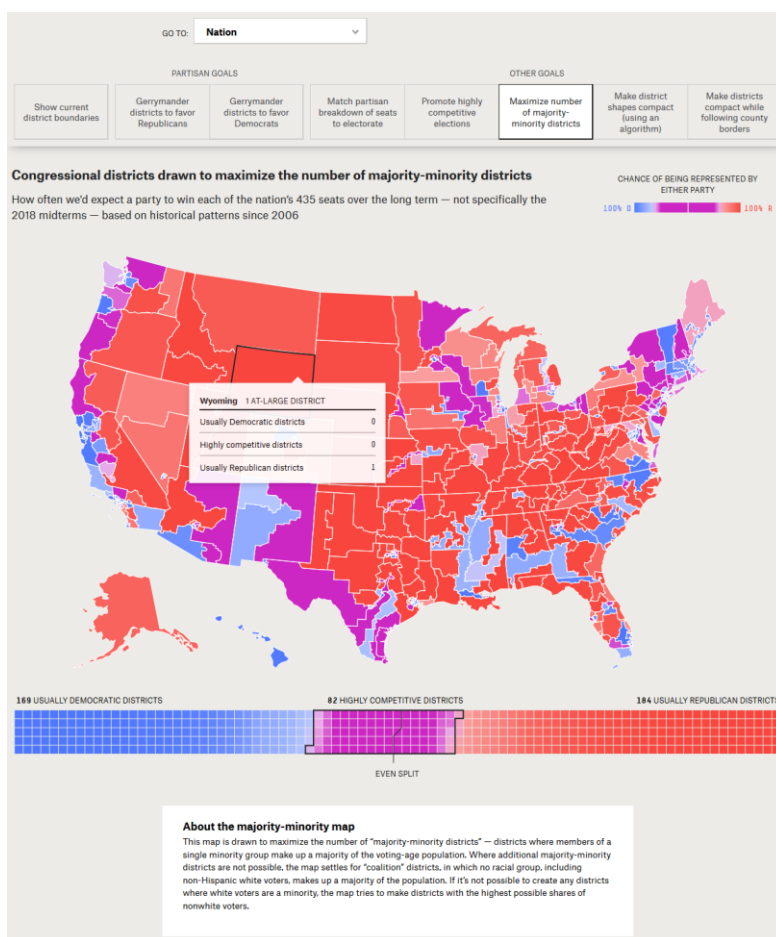 GO TO: Nation
PARTISAN GOALS
OTHER GOALS
Show current
district boundaries
Gerrymander
districts to favor
Republicans
Gerrymander
districts to favor
Democrats
Match partisan
breakdown of seats
to electorate
Promote highly
competitive
elections
Maximize number
of majority-
minority districts
Make district
shapes compact
(using an
algorithm)
Make districts
compact while
following county
borders
Congressional districts drawn to maximize the number of majority-minority districts
How often we'd expect a party to win each of the nation's 435 seats over the long term — not specifically the
2018 midterms — based on historical patterns since 2006
CHANCE OF BEING REPRESENTED BY
EITHER PARTY
100% D 100% R
Wyoming 1 AT-LARGE DISTRICT
Usually Democratic districts 0
Highly competitive districts 0
Usually Republican districts 1
169 USUALLY DEMOCRATIC DISTRICTS
82 HIGHLY COMPETITIVE DISTRICTS
184 USUALLY REPUBLICAN DISTRICTS
EVEN SPLIT
About the majority-minority map
This map is drawn to maximize the number of “majority-minority districts” — districts where members of a
single minority group make up a majority of the voting-age population. Where additional majority-minority
districts are not possible, the map settles for “coalition” districts, in which no racial group, including
non-Hispanic white voters, makes up a majority of the population. If it's not possible to create any districts
where white voters are a minority, the map tries to make districts with the highest possible shares of
nonwhite voters.